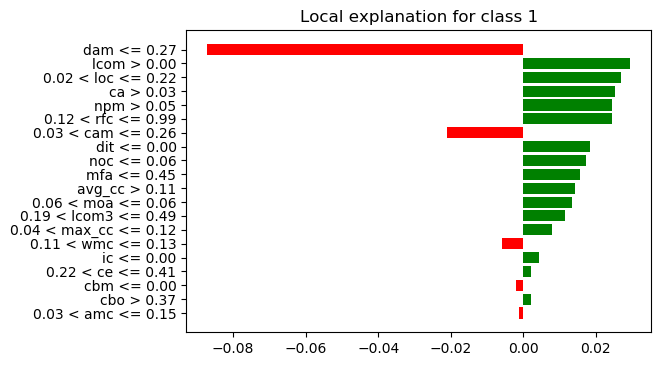 Local explanation for class 1
dam <= 0.27
lcom > 0.00
0.02 < loc <= 0.22
ca > 0.03
npm > 0.05
0.12 < rfc <= 0.99
0.03 < cam <= 0.26
dit <= 0.00
noc <= 0.06
mfa <= 0.45
avg_cc > 0.11
0.06 < moa <= 0.06
0.19 < lcom3 <= 0.49
0.04 < max_cc <= 0.12
0.11 < wmc <= 0.13
ic <= 0.00
0.22 < ce <= 0.41
cbm <= 0.00
cbo > 0.37
0.03 < amc <= 0.15
−0.08 −0.06 −0.04 −0.02 0.00 0.02